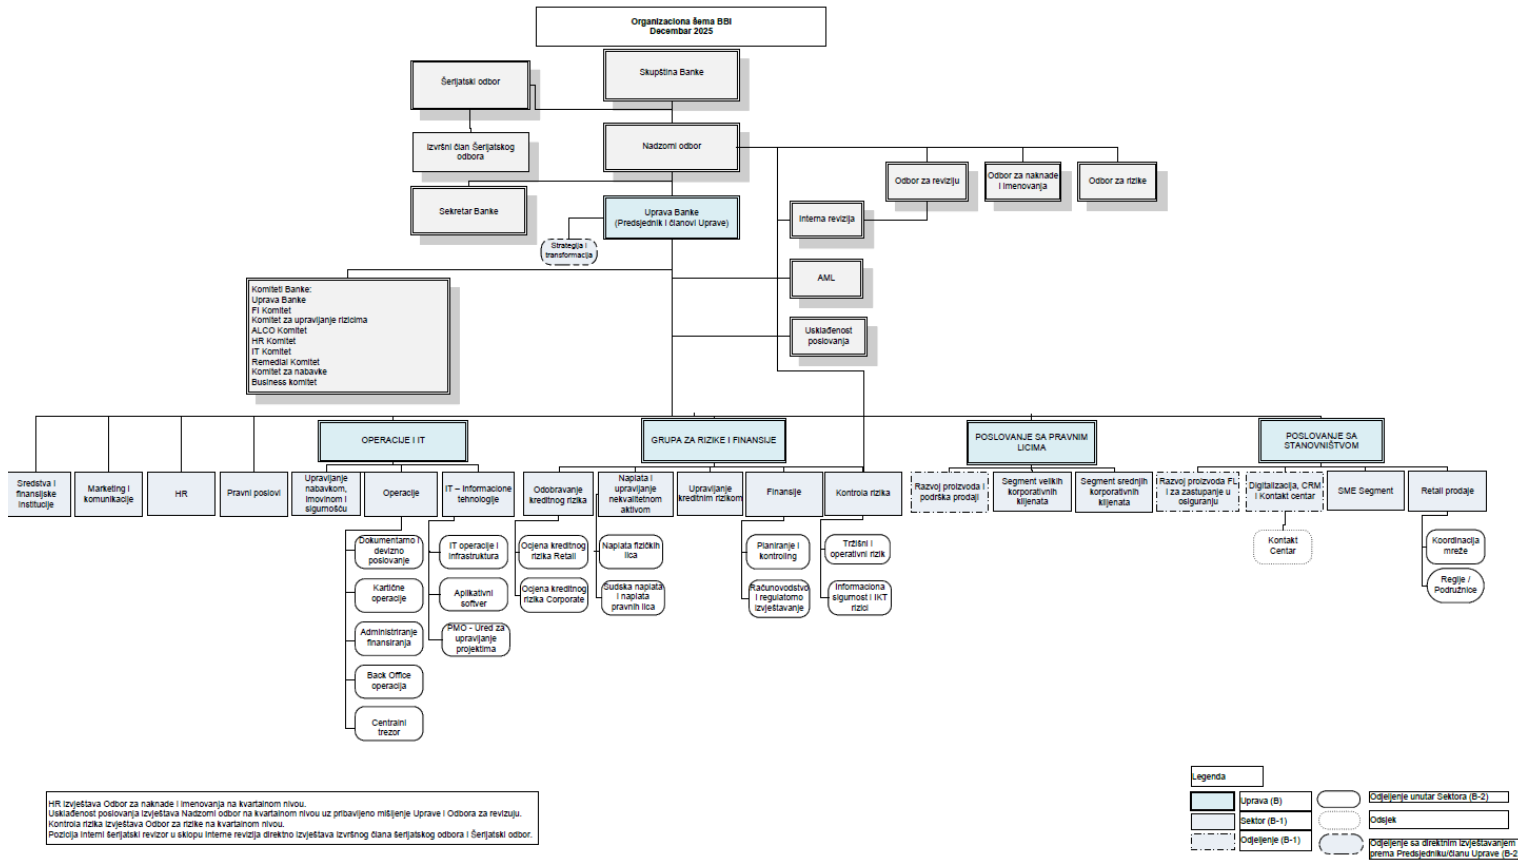 Organizaciona šema BBI
Decembar 2025
Skupština Banke
Šerijatski odbor
Nadzorni odbor
Izvršni član Šerijatskog
odbora
Odbor za reviziju
Odbor za naknade
i imenovanja
Odbor za rizike
Sekretar Banke
Uprava Banke
(Predsjednik i članovi Uprave)
Interna revizija
Strategija i
transformacija
AML
Komiteti Banke:
Uprava Banke
FI Komitet
Komitet za upravljanje rizicima
ALCO Komitet
HR Komitet
IT Komitet
Remedial Komitet
Komitet za nabavke
Business komitet
Usklađenost
poslovanja
OPERACIJE I IT
GRUPA ZA RIZIKE I FINANSIJE
POSLOVANJE SA PRAVNIM
LICIMA
POSLOVANJE SA
STANOVNIŠTVOM
Sredstva i
finansijske
institucije
Marketing i
komunikacije
HR
Pravni poslovi
Upravljanje
nabavkom,
imovinom i
sigurnošću
Operacije
IT – Informacione
tehnologije
Odobravanje
kreditnog rizika
Naplata i
upravljanje
nekvalitetnom
aktivom
Upravljanje
kreditnim rizikom
Finansije
Kontrola rizika
Razvoj proizvoda i
podrška prodaji
Segment velikih
korporativnih
klijenata
Segment srednjih
korporativnih
klijenata
Razvoj proizvoda FL
i za zastupanje u
osiguranju
Digitalizacija, CRM
i Kontakt centar
SME Segment
Retail prodaje
Dokumentarno i
devizno
poslovanje
Kartične
operacije
Administriranje
finansiranja
Back Office
operacija
Centralni
trezor
IT operacije i
infrastruktura
Aplikativni
softver
PMO - Ured za
upravljanje
projektima
Ocjena kreditnog
rizika Retail
Ocjena kreditnog
rizika Corporate
Naplata fizičkih
lica
Sudska naplata
i naplata
pravnih lica
Planiranje i
kontroling
Računovodstvo
i regulatorno
izvještavanje
Tržišni i
operativni rizik
Informaciona
sigurnost i IKT
rizici
Kontakt
Centar
Koordinacija
mreže
Regije /
Podružnice
HR izvještava Odbor za naknade i imenovanja na kvartalnom nivou.
Usklađenost poslovanja izvještava Nadzorni odbor na kvartalnom nivou uz pribavljeno mišljenje Uprave i Odbora za revizuju.
Kontrola rizika izvještava Odbor za rizike na kvartalnom nivou.
Pozicija Interni šerijatski revizor u sklopu interne revizija direktno izvještava Izvršnog člana šerijatskog odbora i Šerijatski odbor.
Legenda
Uprava (B)
Sektor (B-1)
Odjeljenje (B-1)
Odjeljenje unutar Sektora (B-2)
Odsjek
Odjeljenje sa direktnim izvještavanjem
prema Predsjedniku/članu Uprave (B-2